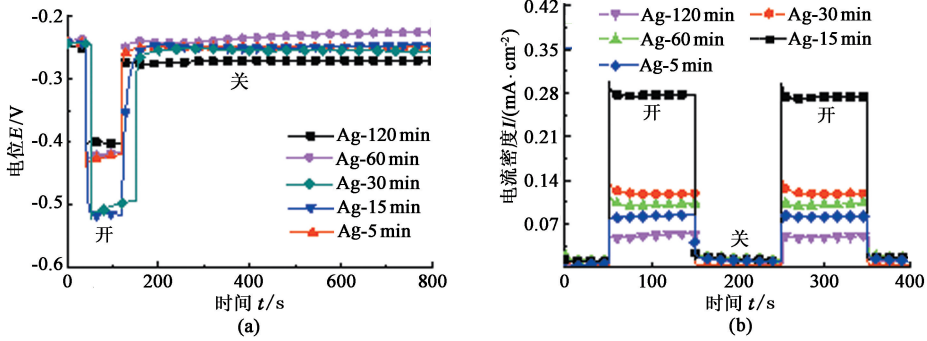 -0.2
-0.3
-0.4
-0.5
-0.6
电位E/V
关
开
Ag-120 min
Ag-60 min
Ag-30 min
Ag-15 min
Ag-5 min
0 200 400 600 800
时间 t/s
(a)
Ag-120 min Ag-30 min
Ag-60 min Ag-15 min
Ag-5 min
0.42
0.35
0.28
0.21
0.14
0.07
电流密度I/(mA·cm-2)
开 开
关
0 100 200 300 400
时间 t/s
(b)